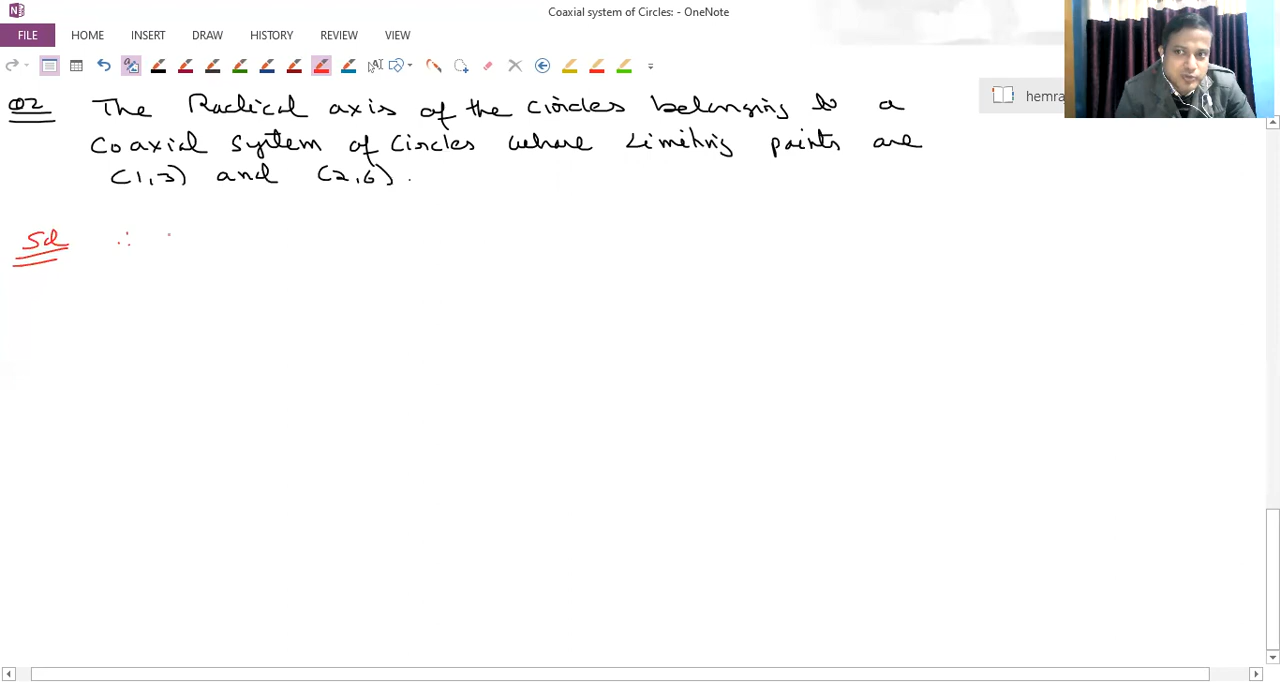 Coaxial system of Circles: - OneNote
FILE HOME INSERT DRAW HISTORY REVIEW VIEW
hemra
Q2 The Radical axis of the circles belonging to a
Coaxial system of Circles whose Limiting points are
(1,3) and (2,6).
Sol ∴